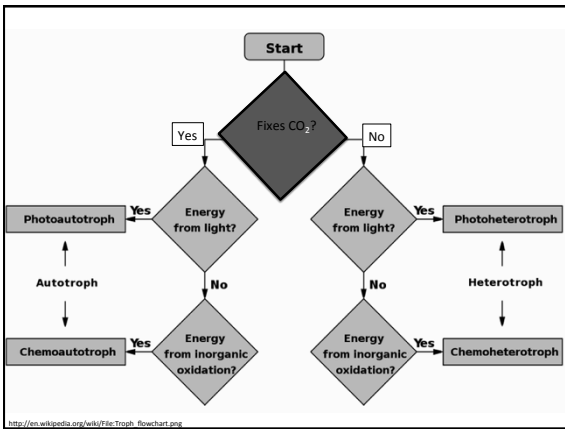 Start
Fixes CO2?
Yes
No
Energy
from light?
Yes
Photoautotroph
No
Autotroph
Energy
from inorganic
oxidation?
Yes
Chemoautotroph
Energy
from light?
Yes
Photoheterotroph
No
Heterotroph
Energy
from inorganic
oxidation?
Yes
Chemoheterotroph
http://en.wikipedia.org/wiki/File:Troph_flowchart.png